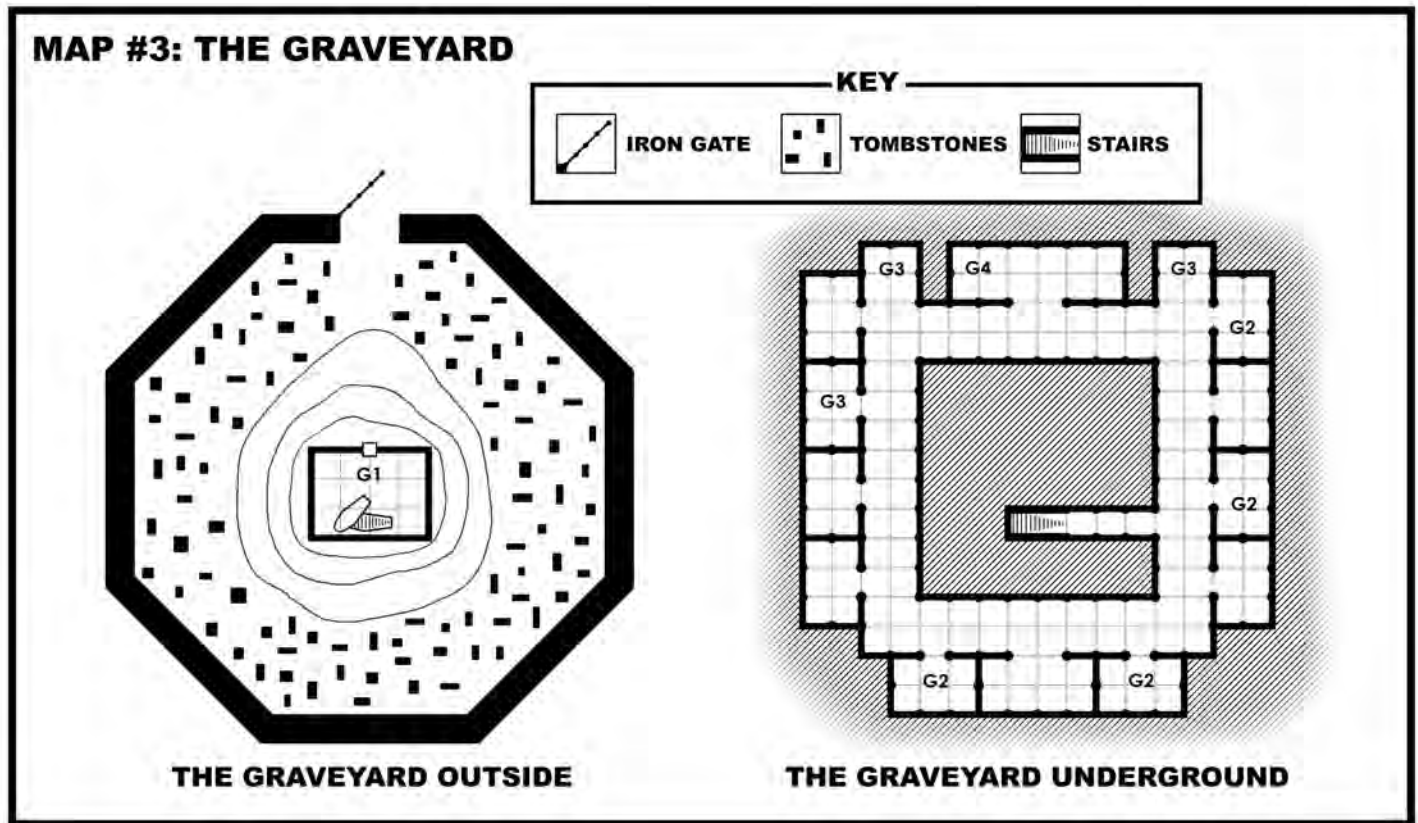 MAP #3: THE GRAVEYARD
KEY
IRON GATE
TOMBSTONES
STAIRS
G1
G3
G4
G3
G2
G3
G2
G2
G2
THE GRAVEYARD OUTSIDE
THE GRAVEYARD UNDERGROUND